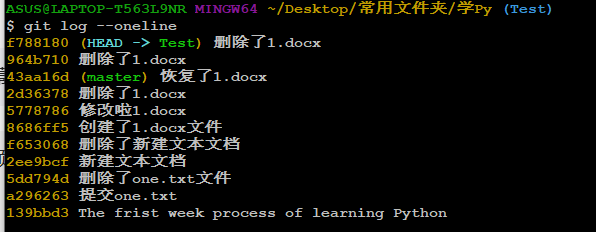 ASUS@LAPTOP-T563L9NR MINGW64 ~/Desktop/常用文件夹/学Py (Test)
$ git log --oneline
f788180 (HEAD -> Test) 删除了1.docx
964b710 删除了1.docx
43aa16d (master) 恢复了1.docx
2d36378 删除了1.docx
5778786 修改啦1.docx
8686ff5 创建了1.docx文件
f653068 删除了新建文本文档
2ee9bcf 新建文本文档
5dd794d 删除了one.txt文件
a296263 提交one.txt
139bbd3 The frist week process of learning Python